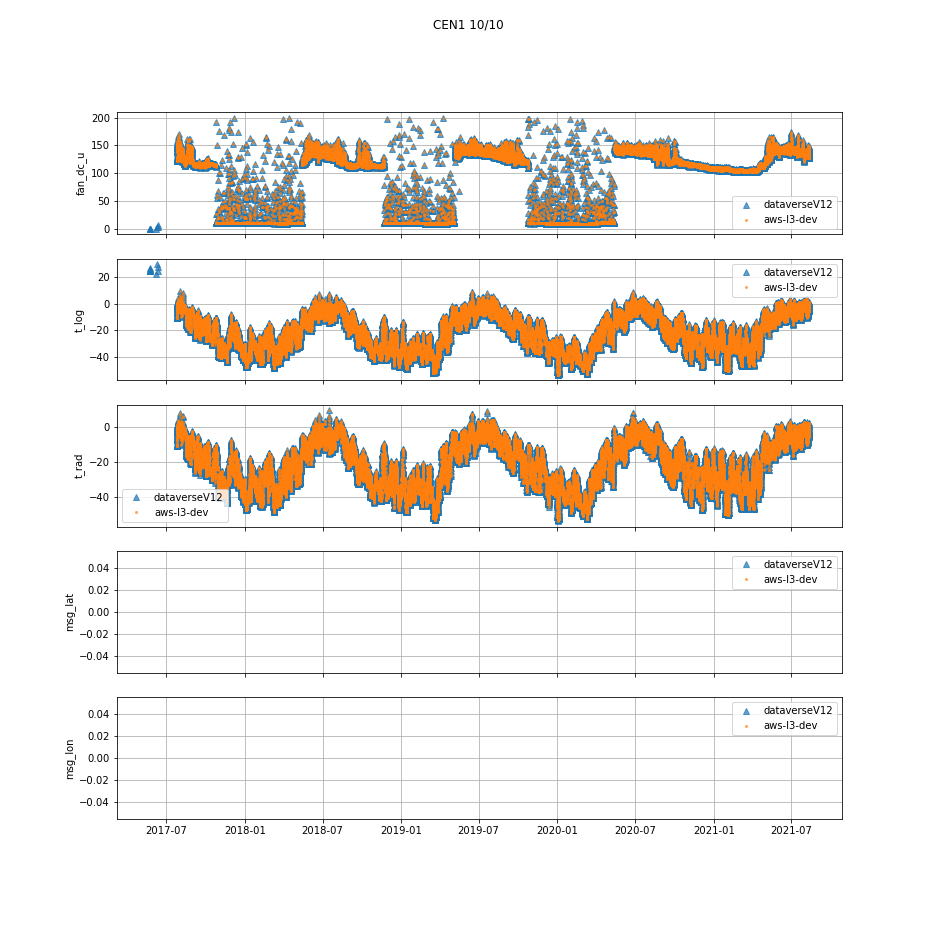 CEN1 10/10
200
150
100
50
0
fan_dc_u
dataverseV12
aws-l3-dev
20
0
−20
−40
t_log
dataverseV12
aws-l3-dev
0
−20
−40
t_rad
dataverseV12
aws-l3-dev
0.04
0.02
0.00
−0.02
−0.04
msg_lat
dataverseV12
aws-l3-dev
0.04
0.02
0.00
−0.02
−0.04
msg_lon
dataverseV12
aws-l3-dev
2017-07 2018-01 2018-07 2019-01 2019-07 2020-01 2020-07 2021-01 2021-07